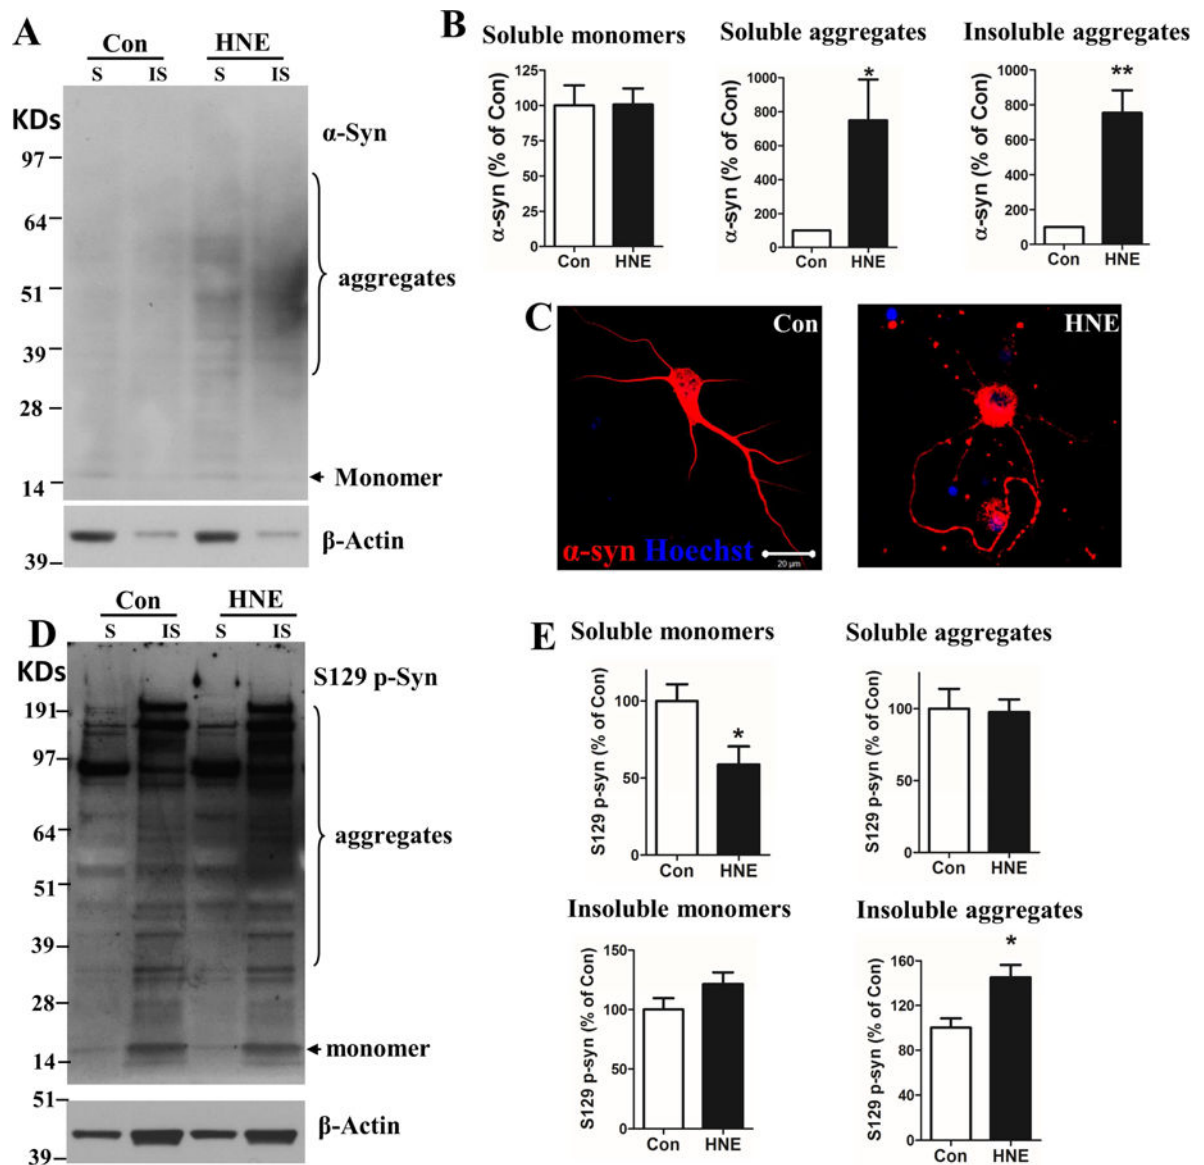 A
Con HNE
S IS S IS
KDs
α-Syn
97
64
51
39
28
14
aggregates
Monomer
β-Actin
39
B
Soluble monomers
α-syn (% of Con)
125
100
75
50
25
0
Con HNE
Soluble aggregates
α-syn (% of Con)
1000
800
600
400
200
0
*
Con HNE
Insoluble aggregates
α-syn (% of Con)
1000
800
600
400
200
0
**
Con HNE
C
Con
α-syn Hoechst
20 µm
HNE
D
Con HNE
S IS S IS
KDs
S129 p-Syn
191
97
64
51
39
28
14
aggregates
monomer
51
β-Actin
39
E
Soluble monomers
S129 p-syn (% of Con)
100
50
0
*
Con HNE
Soluble aggregates
S129 p-syn (% of Con)
100
50
0
Con HNE
Insoluble monomers
S129 p-syn (% of Con)
150
100
50
0
Con HNE
Insoluble aggregates
S129 p-syn (% of Con)
160
120
80
40
0
*
Con HNE